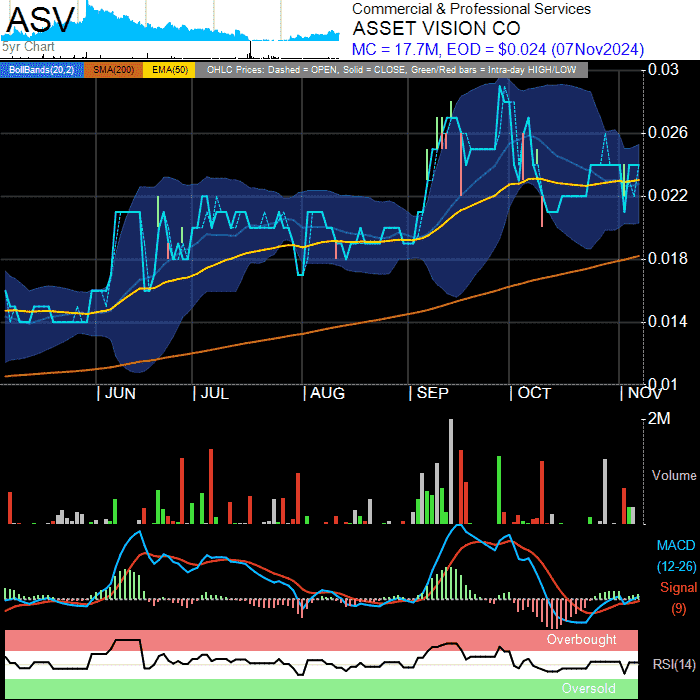 ASV
5yr Chart
Commercial & Professional Services
ASSET VISION CO
MC = 17.7M, EOD = $0.024 (07Nov2024)
BollBands(20,2) SMA(200) EMA(50) OHLC Prices: Dashed = OPEN, Solid = CLOSE, Green/Red bars = Intra-day HIGH/LOW
0.03
0.026
0.022
0.018
0.014
0.01
JUN JUL AUG SEP OCT NOV
2M
Volume
MACD
(12-26)
Signal
(9)
Overbought
RSI(14)
Oversold